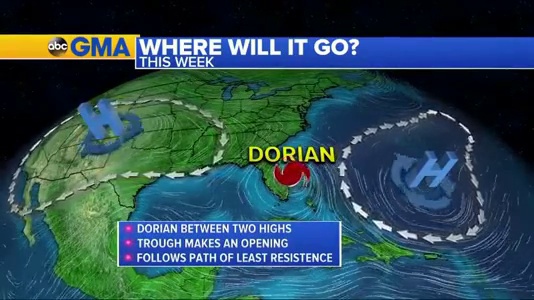 abc GMA WHERE WILL IT GO?
THIS WEEK
H
DORIAN
H
DORIAN BETWEEN TWO HIGHS
TROUGH MAKES AN OPENING
FOLLOWS PATH OF LEAST RESISTENCE